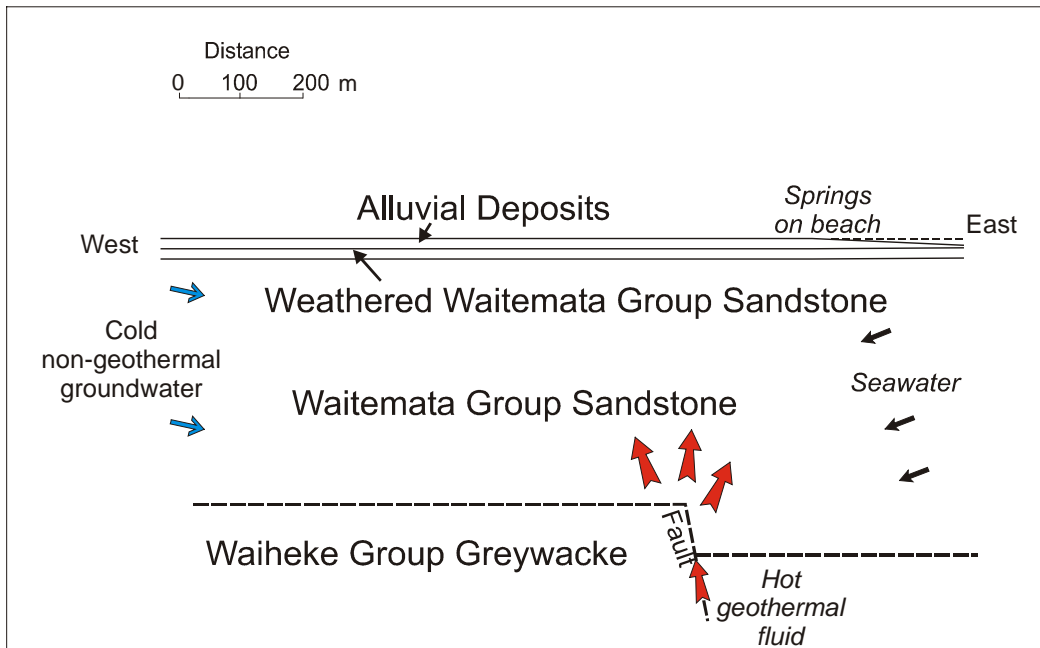 Distance
0 100 200 m
Springs
on beach
Alluvial Deposits
West
East
Weathered Waitemata Group Sandstone
Cold
non-geothermal
groundwater
Seawater
Waitemata Group Sandstone
Fault
Waiheke Group Greywacke
Hot
geothermal
fluid